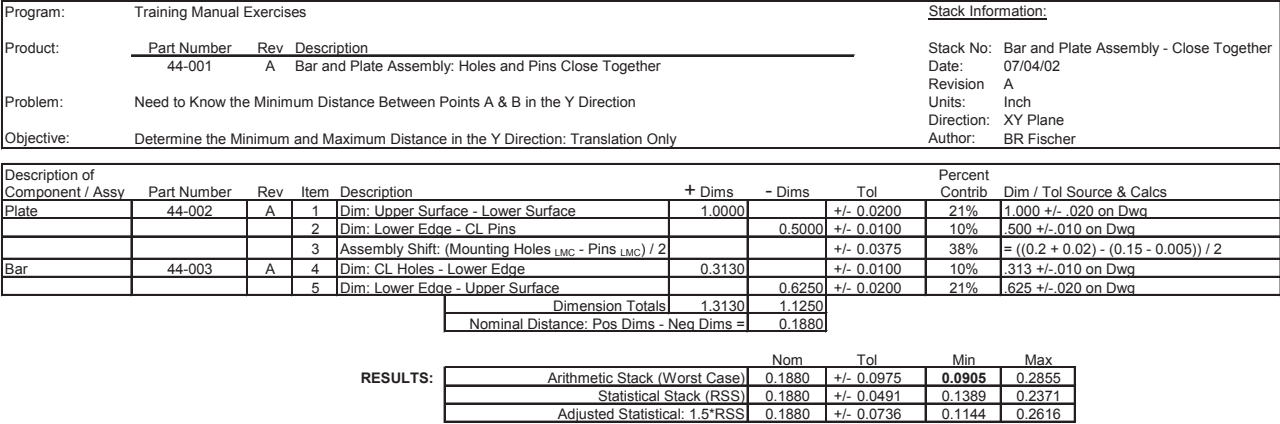 Program: Training Manual Exercises Stack Information:
Product: Part Number Rev Description Stack No: Bar and Plate Assembly - Close Together
44-001 A Bar and Plate Assembly: Holes and Pins Close Together Date: 07/04/02
Revision A
Problem: Need to Know the Minimum Distance Between Points A & B in the Y Direction Units: Inch
Direction: XY Plane
Objective: Determine the Minimum and Maximum Distance in the Y Direction: Translation Only Author: BR Fischer
Description of Percent
Component / Assy Part Number Rev Item Description + Dims - Dims Tol Contrib Dim / Tol Source & Calcs
Plate 44-002 A 1 Dim: Upper Surface - Lower Surface 1.0000 +/- 0.0200 21% 1.000 +/- .020 on Dwg
2 Dim: Lower Edge - CL Pins 0.5000 +/- 0.0100 10% .500 +/-.010 on Dwg
3 Assembly Shift: (Mounting Holes LMC - Pins LMC) / 2 +/- 0.0375 38% = ((0.2 + 0.02) - (0.15 - 0.005)) / 2
Bar 44-003 A 4 Dim: CL Holes - Lower Edge 0.3130 +/- 0.0100 10% .313 +/-.010 on Dwg
5 Dim: Lower Edge - Upper Surface 0.6250 +/- 0.0200 21% .625 +/-.020 on Dwg
Dimension Totals 1.3130 1.1250
Nominal Distance: Pos Dims - Neg Dims = 0.1880
Nom Tol Min Max
RESULTS: Arithmetic Stack (Worst Case) 0.1880 +/- 0.0975 0.0905 0.2855
Statistical Stack (RSS) 0.1880 +/- 0.0491 0.1389 0.2371
Adjusted Statistical: 1.5*RSS 0.1880 +/- 0.0736 0.1144 0.2616